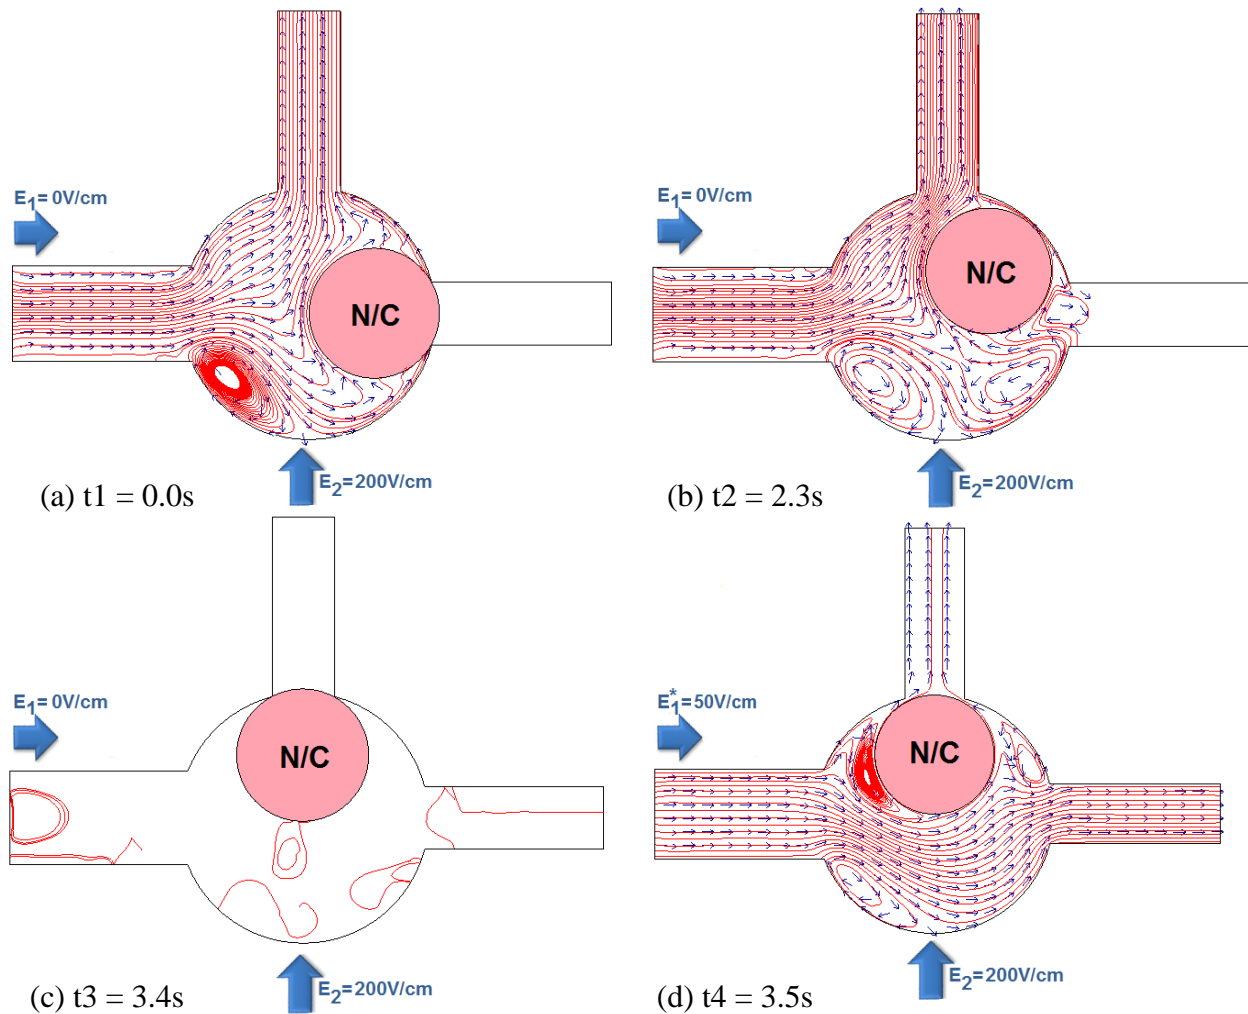 E1= 0V/cm
N/C
E2=200V/cm
(a) t1 = 0.0s
E1= 0V/cm
N/C
E2=200V/cm
(b) t2 = 2.3s
E1= 0V/cm
N/C
E2=200V/cm
(c) t3 = 3.4s
E1*=50V/cm
N/C
E2=200V/cm
(d) t4 = 3.5s